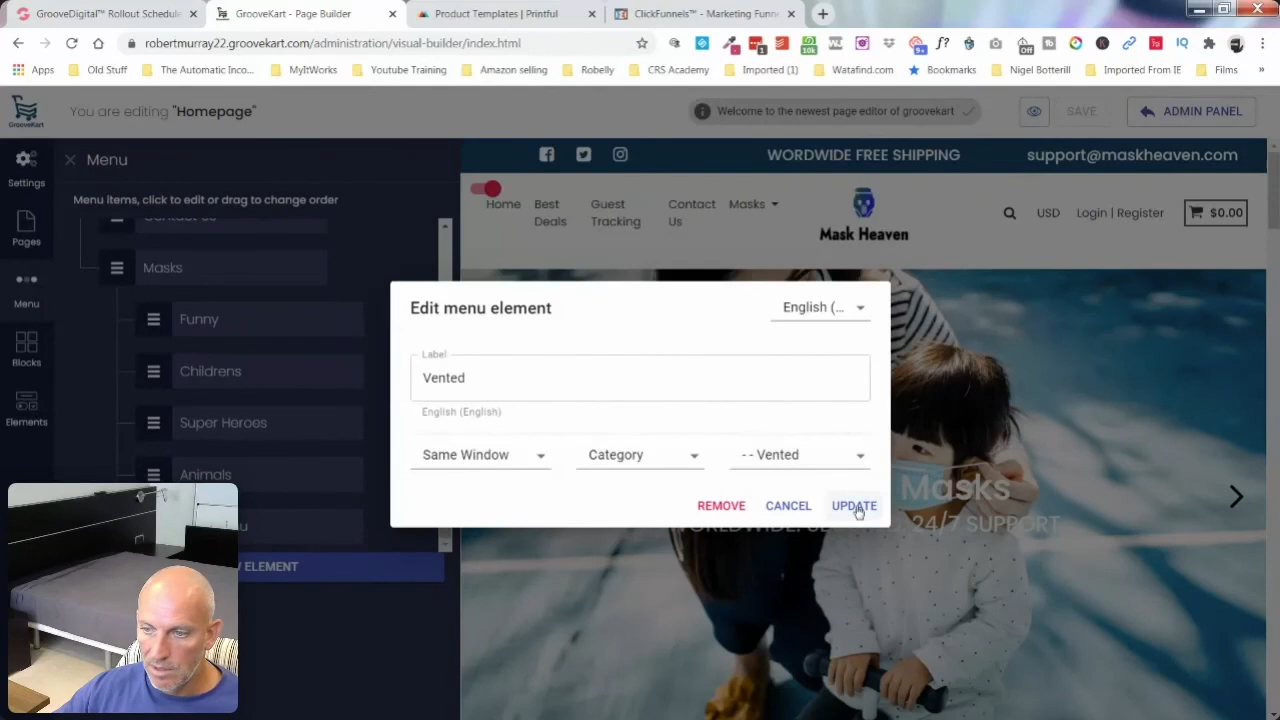 GrooveDigital™ Rollout Schedule
GrooveKart - Page Builder
Product Templates | Printful
ClickFunnels™ - Marketing Funn
robertmurray32.groovekart.com/administration/visual-builder/index.html
Apps
Old Stuff
The Automatic Inco...
MyItWorks
Youtube Training
Amazon selling
Robelly
CRS Academy
Imported (1)
Watafind.com
Bookmarks
Nigel Botterill
Imported From IE
Films
GROOVEKART
You are editing "Homepage"
Welcome to the newest page editor of groovekart
SAVE
ADMIN PANEL
Settings
Pages
Menu
Blocks
Elements
Menu
Menu items, click to edit or drag to change order
Contact Us
Masks
Funny
Childrens
Super Heroes
Animals
ELEMENT
WORDWIDE FREE SHIPPING
support@maskheaven.com
Home
Best Deals
Guest Tracking
Contact Us
Masks
Mask Heaven
USD
Login | Register
$0.00
Masks
24/7 SUPPORT
Edit menu element
English (...
Label
Vented
English (English)
Same Window
Category
- - Vented
REMOVE
CANCEL
UPDATE